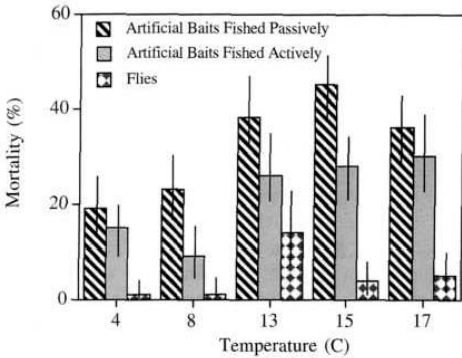 60
Artificial Baits Fished Passively
Artificial Baits Fished Actively
Flies
40
20
0
Mortality (%)
4 8 13 15 17
Temperature (C)